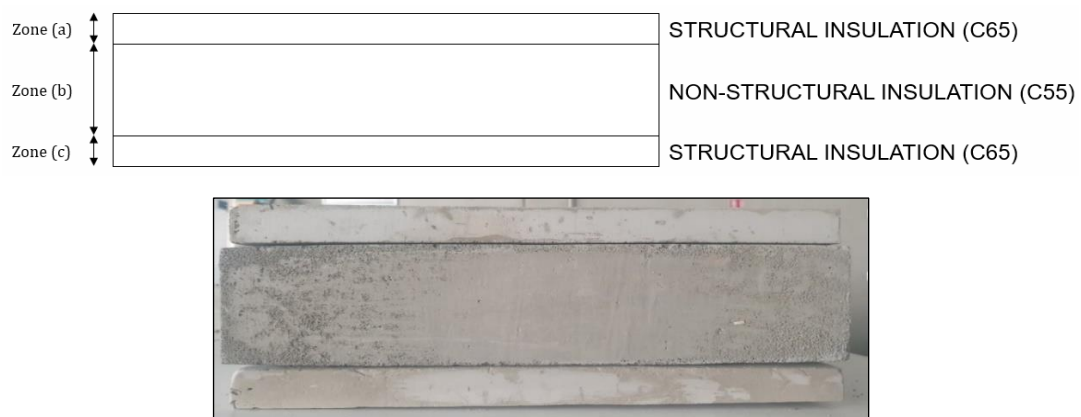 Zone (a) STRUCTURAL INSULATION (C65)
Zone (b) NON-STRUCTURAL INSULATION (C55)
Zone (c) STRUCTURAL INSULATION (C65)